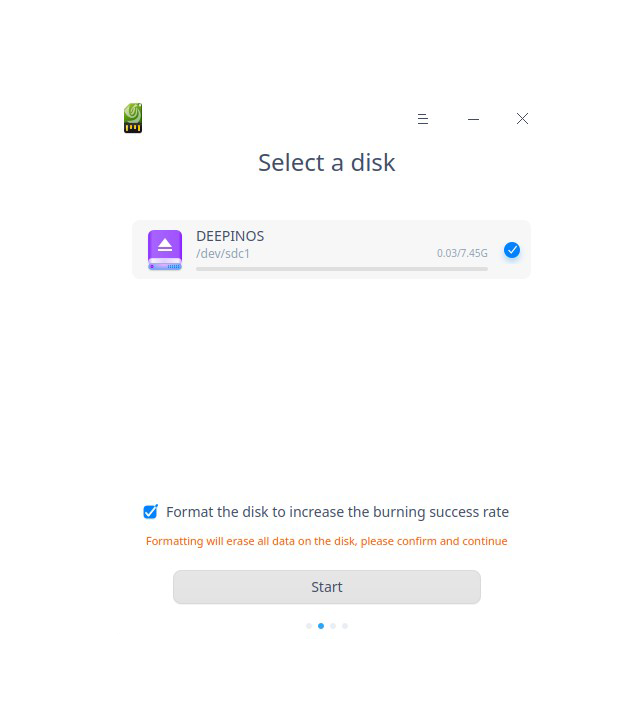 Select a disk
DEEPINOS
/dev/sdc1 0.03/7.45G
Format the disk to increase the burning success rate
Formatting will erase all data on the disk, please confirm and continue
Start